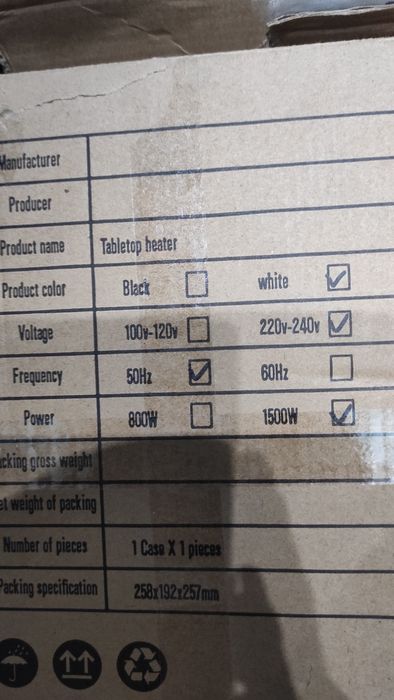 Manufacturer
Producer
Product name Tabletop heater
Product color Black white
Voltage 100v-120v 220v-240v
Frequency 50Hz 60Hz
Power 800W 1500W
cking gross weight
et weight of packing
Number of pieces 1 Case X 1 pieces
Packing specification 258x192x257mm